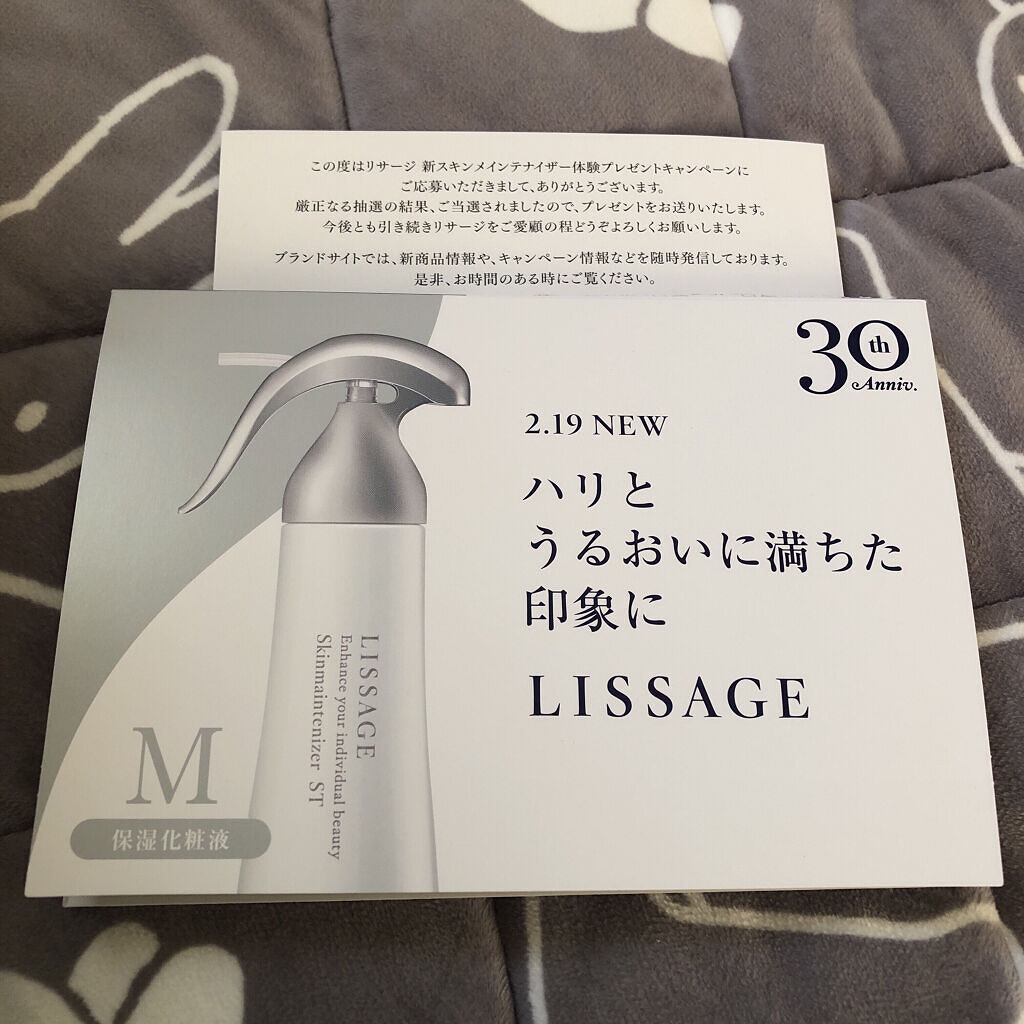 この度はリサージ 新スキンメインテナイザー体験プレゼントキャンペーンに
ご応募いただきまして、ありがとうございます。
厳正なる抽選の結果、ご当選されましたので、プレゼントをお送りいたします。
今後とも引き続きリサージをご愛顧の程どうぞよろしくお願いします。
ブランドサイトでは、新商品情報や、キャンペーン情報などを随時発信しております。
是非、お時間のある時にご覧ください。
30th
Anniv.
2.19 NEW
ハリと
うるおいに満ちた
印象に
LISSAGE
LISSAGE
Enhance your individual beauty
Skinmaintenizer ST
M
保湿化粧液